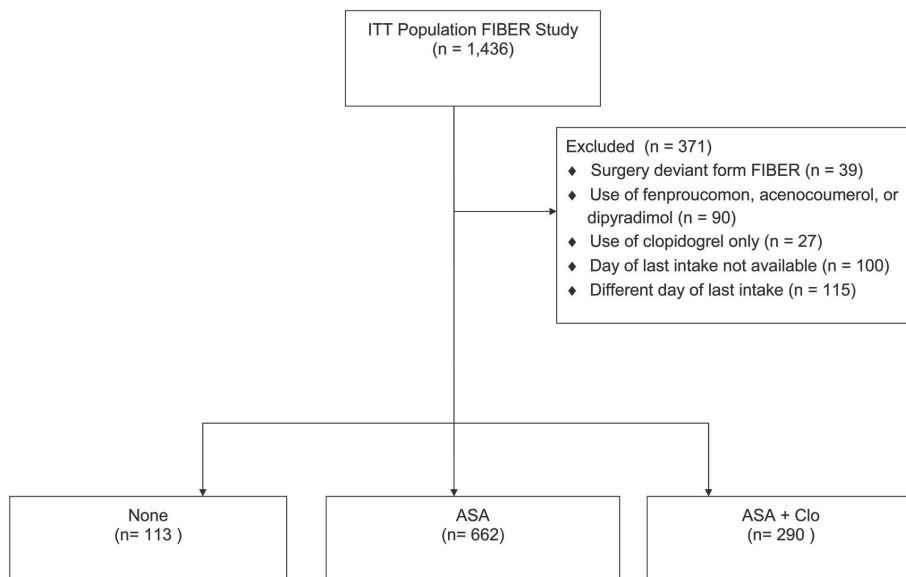 ITT Population FIBER Study
(n = 1,436)
Excluded  (n = 371)
♦ Surgery deviant form FIBER (n = 39)
♦ Use of fenproucomon, acenocoumerol, or
dipyradimol (n = 90)
♦ Use of clopidogrel only (n = 27)
♦ Day of last intake not available (n = 100)
♦ Different day of last intake (n = 115)
None
(n= 113 )
ASA
(n= 662)
ASA + Clo
(n= 290 )